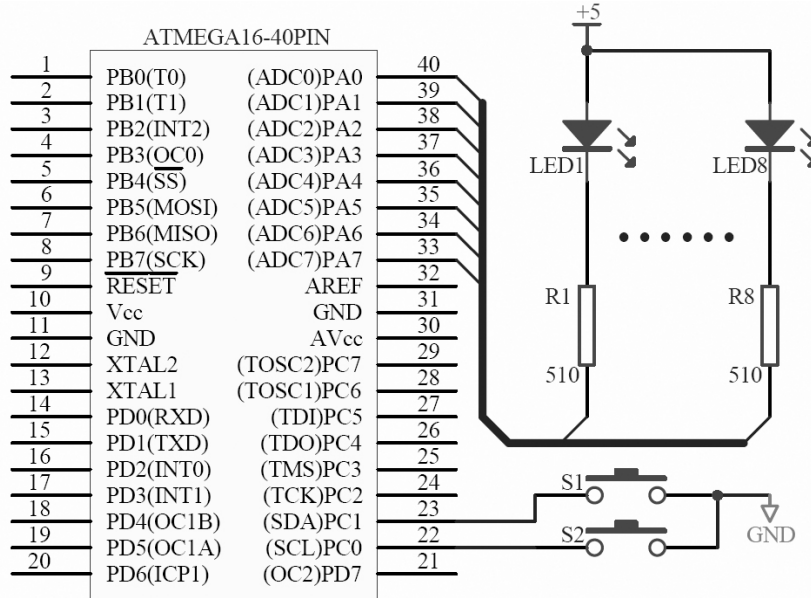 +5
ATMEGA16-40PIN
1 PB0(T0) (ADC0)PA0 40
2 PB1(T1) (ADC1)PA1 39
3 PB2(INT2) (ADC2)PA2 38
4 PB3(OC0) (ADC3)PA3 37
5 PB4(SS) (ADC4)PA4 36
6 PB5(MOSI) (ADC5)PA5 35
7 PB6(MISO) (ADC6)PA6 34
8 PB7(SCK) (ADC7)PA7 33
9 RESET AREF 32
10 Vcc GND 31
11 GND AVcc 30
12 XTAL2 (TOSC2)PC7 29
13 XTAL1 (TOSC1)PC6 28
14 PD0(RXD) (TDI)PC5 27
15 PD1(TXD) (TDO)PC4 26
16 PD2(INT0) (TMS)PC3 25
17 PD3(INT1) (TCK)PC2 24
18 PD4(OC1B) (SDA)PC1 23
19 PD5(OC1A) (SCL)PC0 22
20 PD6(ICP1) (OC2)PD7 21
LED1 LED8
R1 R8
510 510
S1
S2
GND